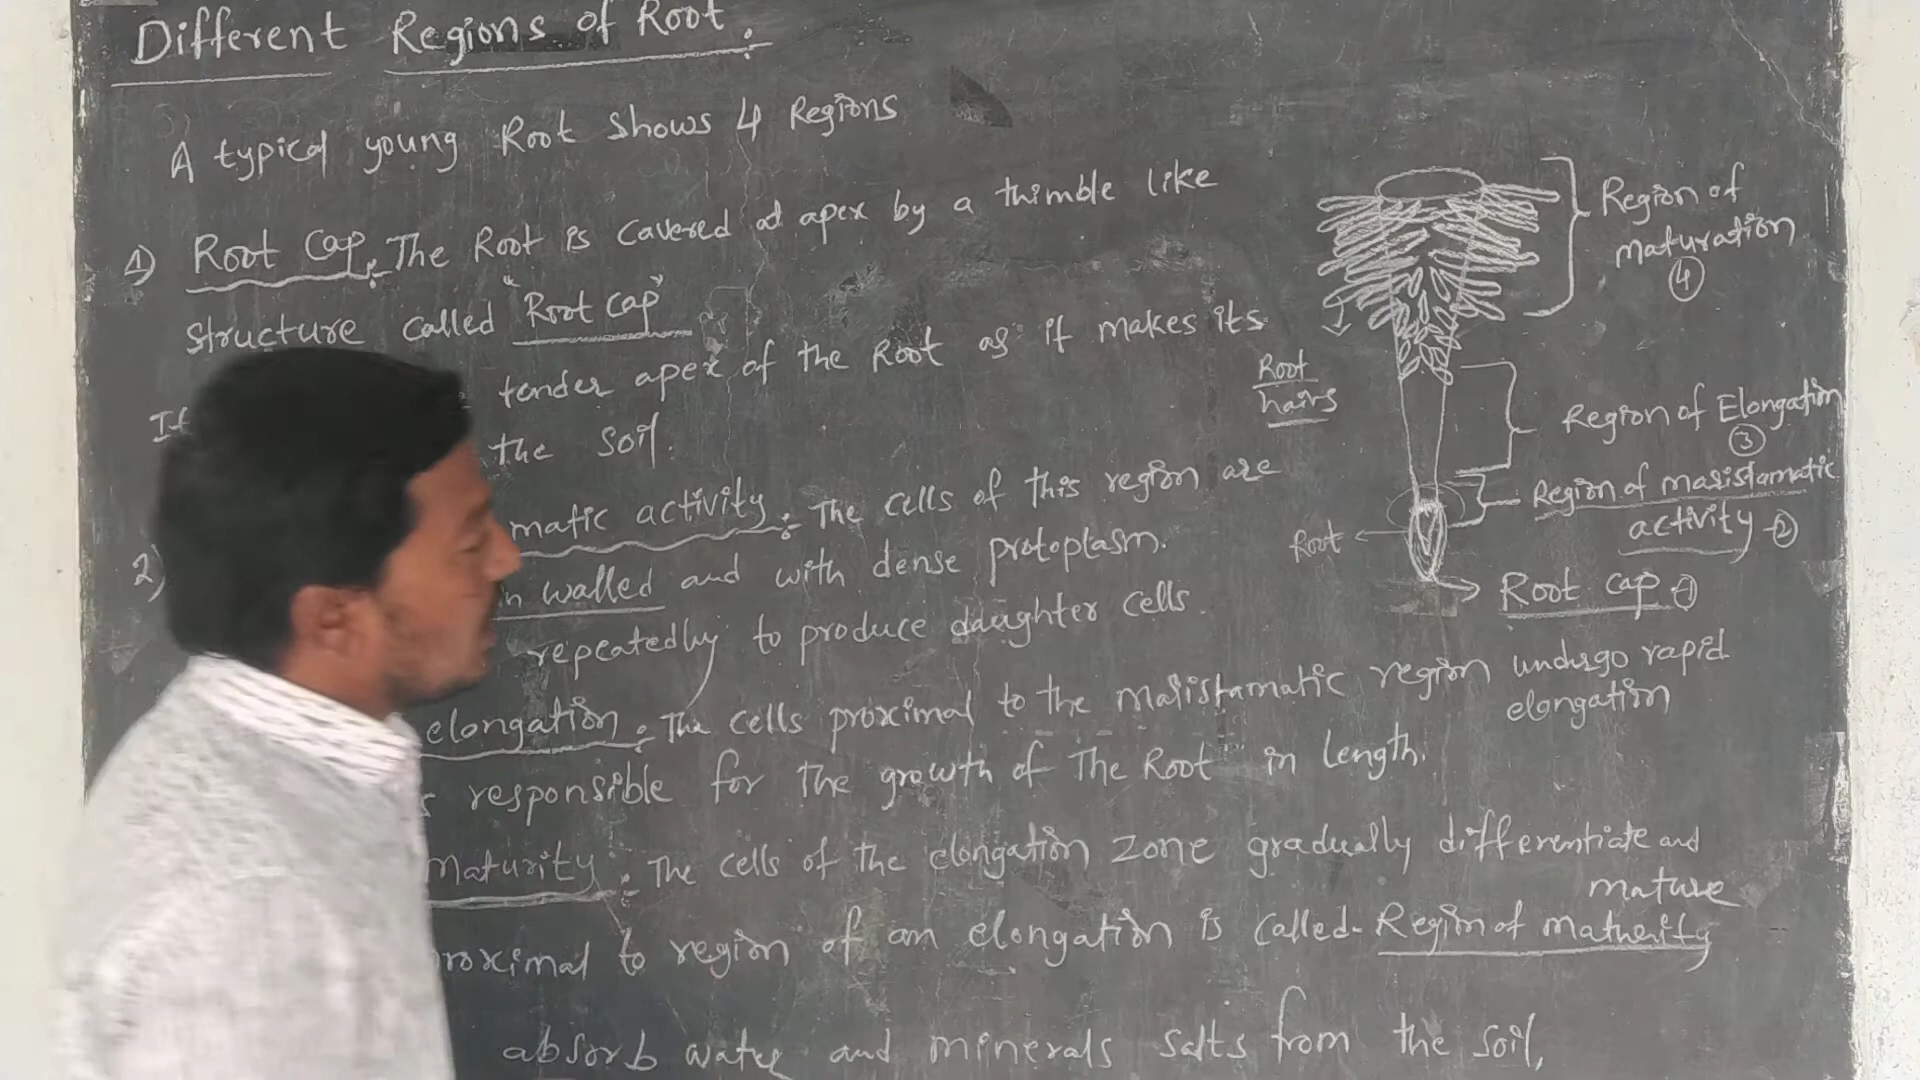 Different Regions of Root:
A typical young Root shows 4 Regions
1) Root Cap: The Root is cavered at apex by a thimble like
structure called "Root cap"
It tender apex of the Root as it makes its
the soil.
2) matic activity: The cells of this region are
n walled and with dense protoplasm.
repeatedly to produce daughter cells.
elongation: The cells proximal to the maristamatic region undergo rapid
elongation
s responsible for the growth of The Root in length.
Maturity: The cells of the elongation zone gradually differentiate and
mature
roximal to region of an elongation is called- Region of maturity
absorb water and minerals salts from the soil,
Region of
maturation
4
Root
hairs
Region of Elongation
3
Region of maristamatic
activity -2
Root
Root cap -1